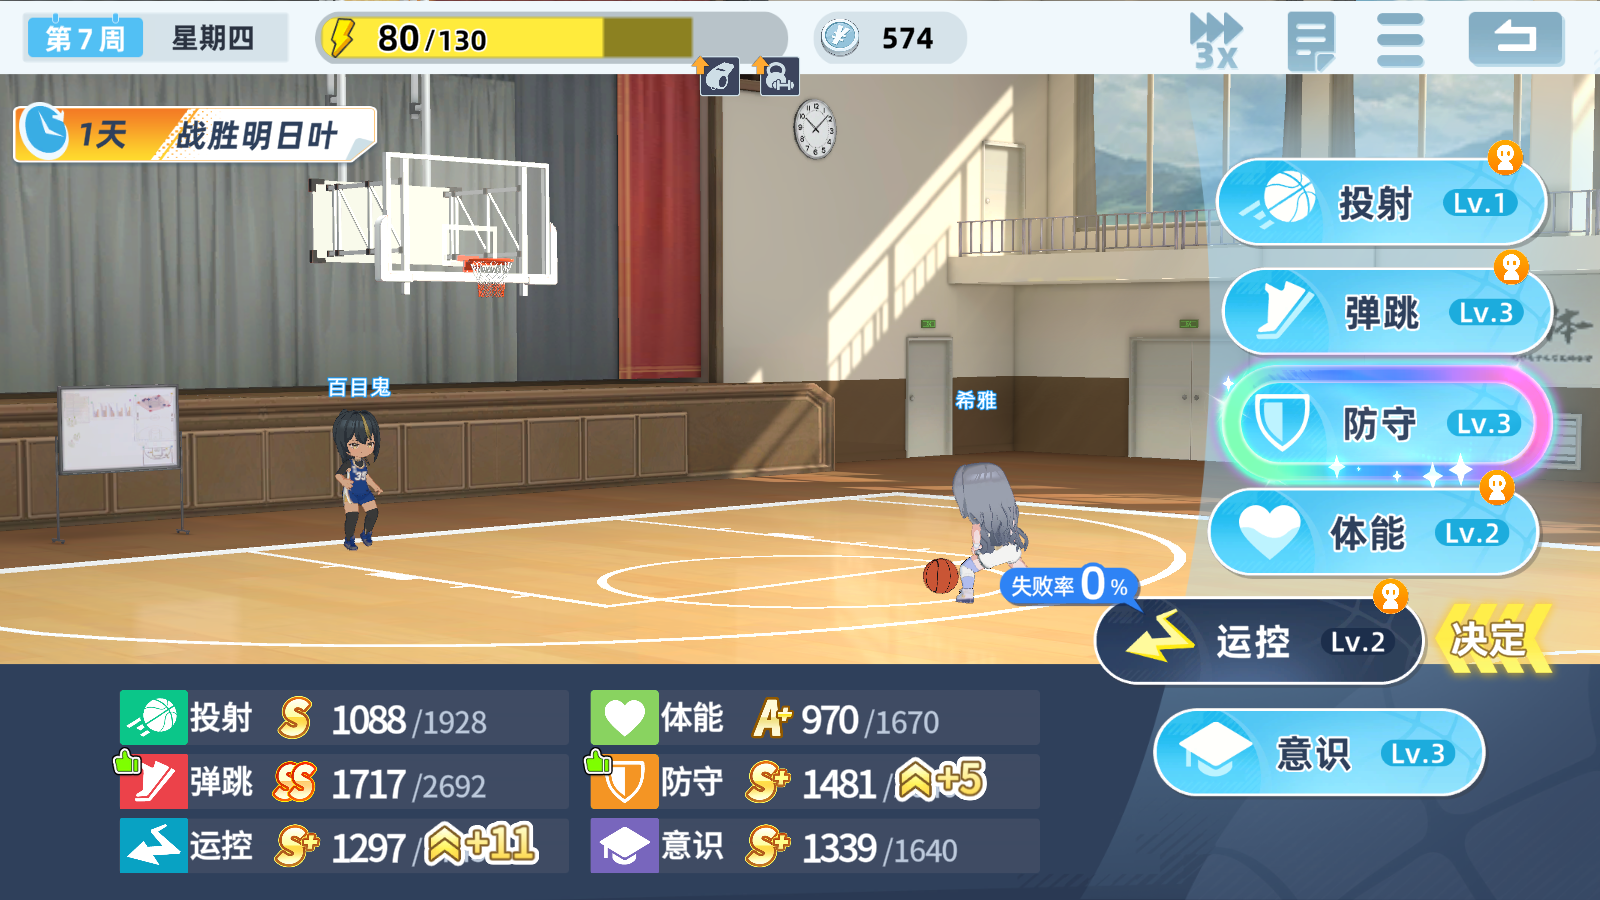 第7周 星期四 80/130 574 3x
1天 战胜明日叶
投射 Lv.1
弹跳 Lv.3
百目鬼
希雅
防守 Lv.3
体能 Lv.2
失败率0%
运控 Lv.2 决定
投射 S 1088/1928 体能 A+ 970/1670
意识 Lv.3
弹跳 SS 1717/2692 防守 S+ 1481/ +5
运控 S+ 1297/ +11 意识 S+ 1339/1640